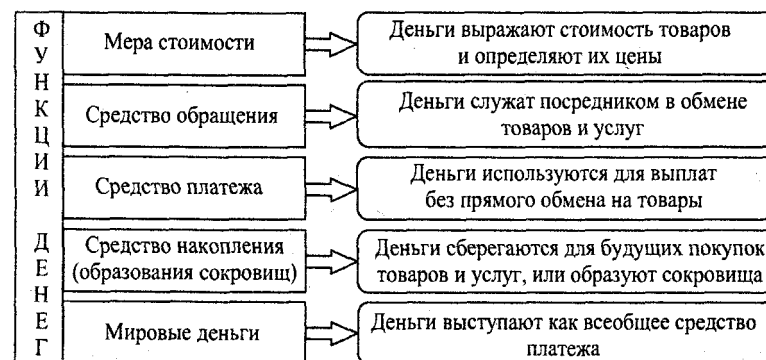 ФУНКЦИИ ДЕНЕГ
Мера стоимости
Деньги выражают стоимость товаров
и определяют их цены
Средство обращения
Деньги служат посредником в обмене
товаров и услуг
Средство платежа
Деньги используются для выплат
без прямого обмена на товары
Средство накопления
(образования сокровищ)
Деньги сберегаются для будущих покупок
товаров и услуг, или образуют сокровища
Мировые деньги
Деньги выступают как всеобщее средство
платежа